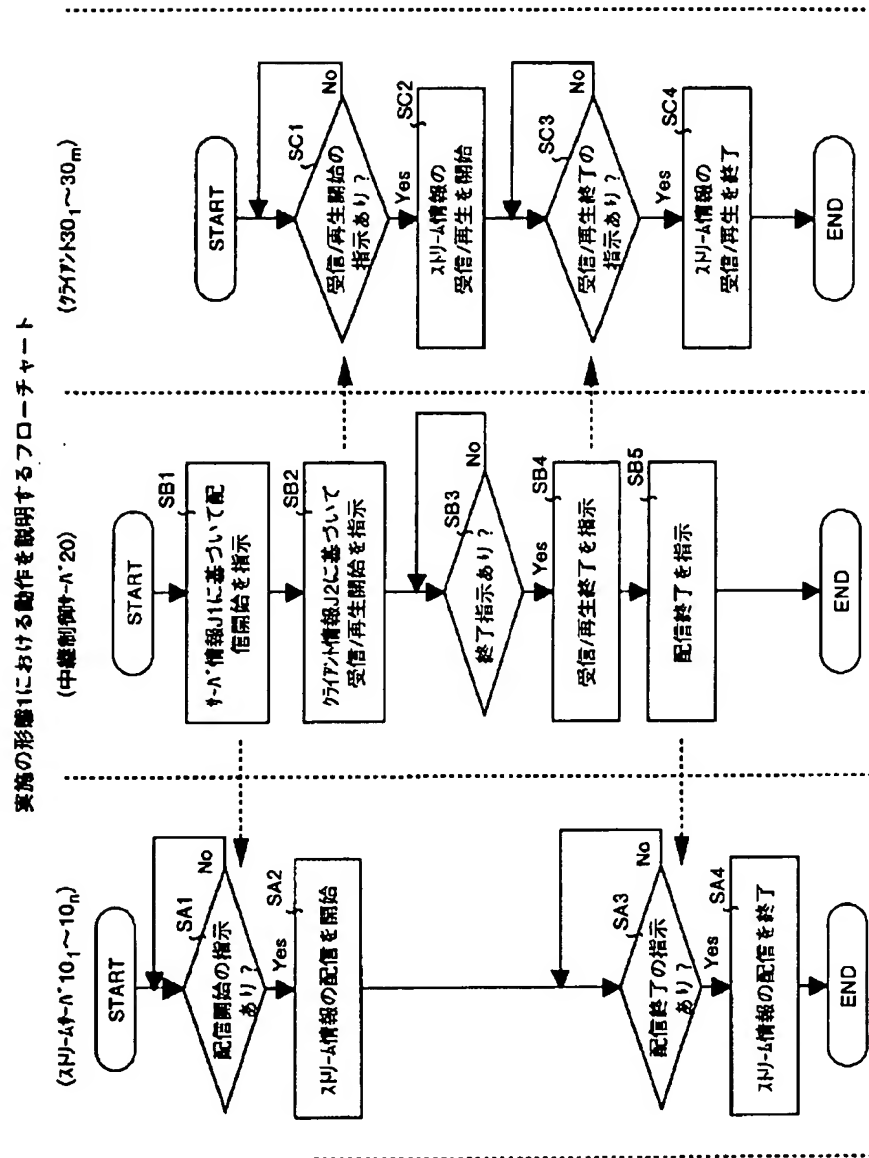 実施の形態1における動作を説明するフローチャート
(ストリームサーバ10₁〜10ₙ)
START
SA1
配信開始の指示
あり?
No
Yes
SA2
ストリーム情報の配信を開始
SA3
配信終了の指示
あり?
No
Yes
SA4
ストリーム情報の配信を終了
END
(中継制御サーバ20)
START
SB1
サーバ情報J1に基づいて配
信開始を指示
SB2
クライアント情報J2に基づいて
受信/再生開始を指示
SB3
終了指示あり?
No
Yes
SB4
受信/再生終了を指示
SB5
配信終了を指示
END
(クライアント30₁〜30ₘ)
START
SC1
受信/再生開始の
指示あり?
No
Yes
SC2
ストリーム情報の
受信/再生を開始
SC3
受信/再生終了の
指示あり?
No
Yes
SC4
ストリーム情報の
受信/再生を終了
END